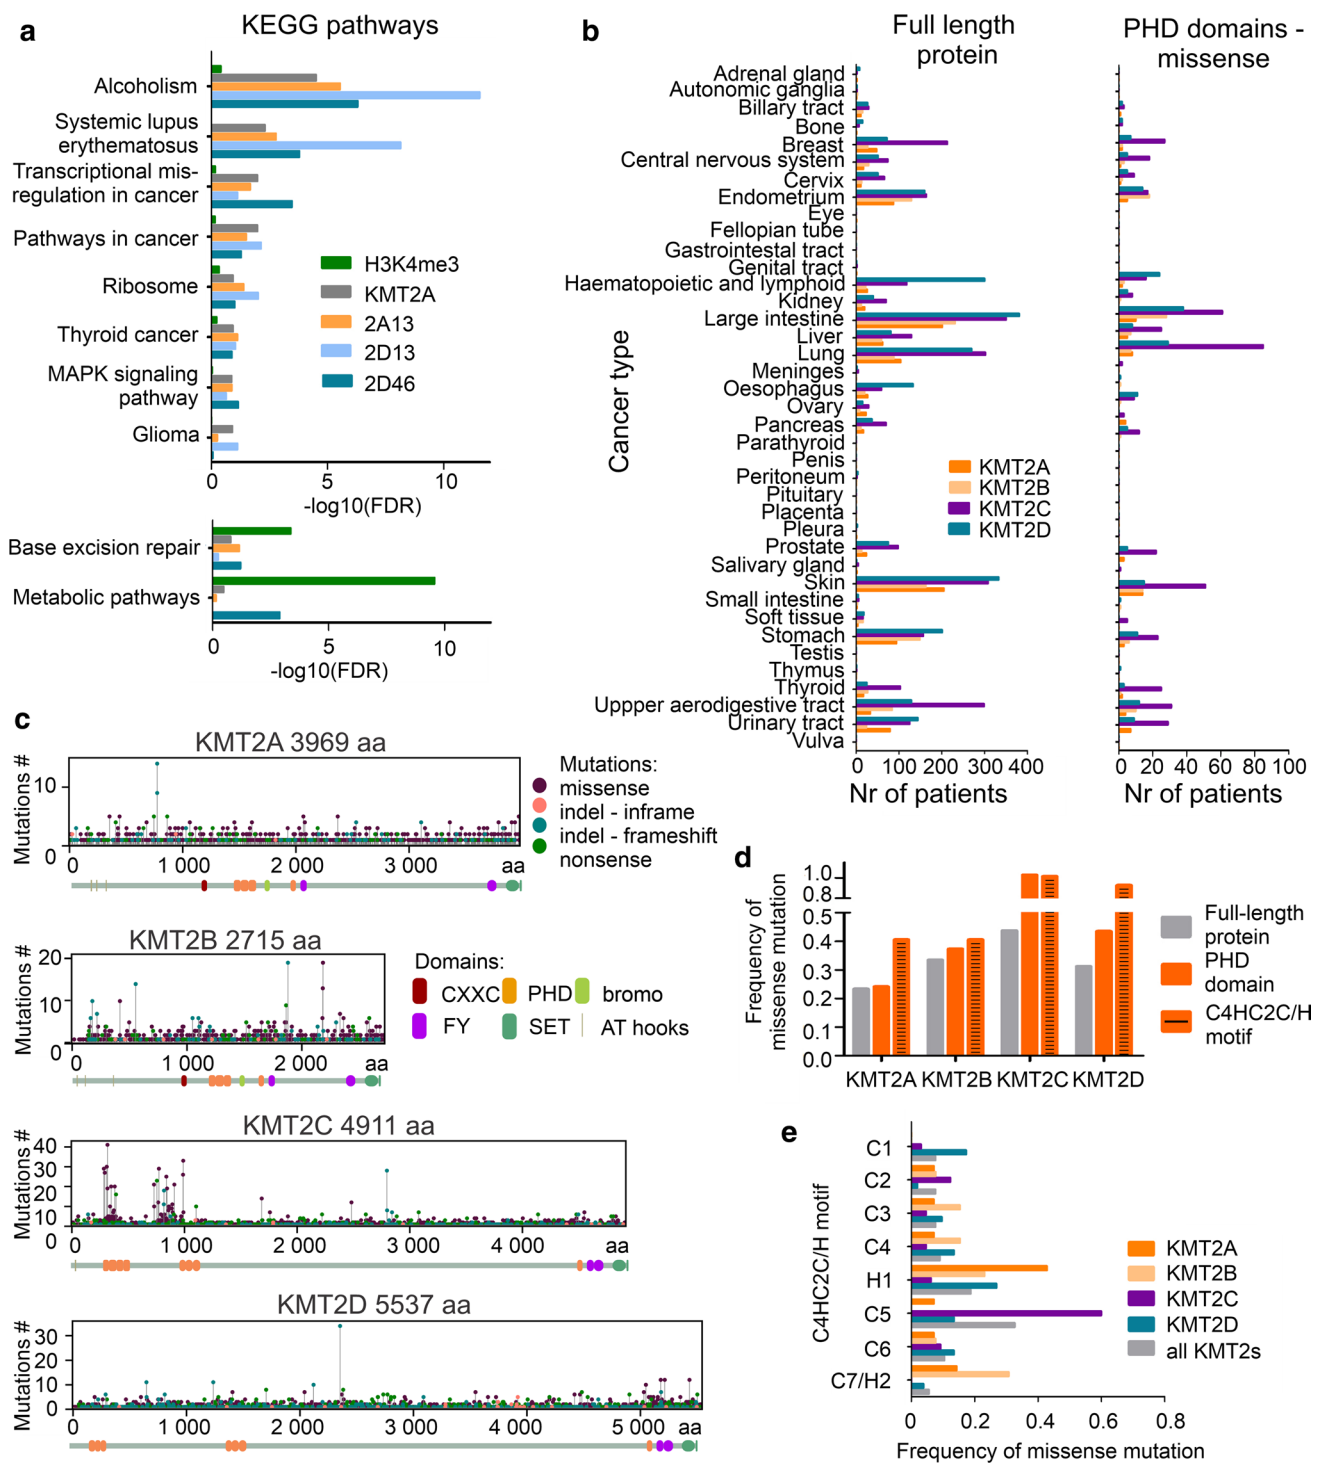 a
KEGG pathways
Alcoholism
Systemic lupus
erythematosus
Transcriptional mis-
regulation in cancer
Pathways in cancer
Ribosome
Thyroid cancer
MAPK signaling
pathway
Glioma
H3K4me3
KMT2A
2A13
2D13
2D46
0 5 10
-log10(FDR)
Base excision repair
Metabolic pathways
0 5 10
-log10(FDR)
b
Full length
protein
PHD domains -
missense
Cancer type
Adrenal gland
Autonomic ganglia
Billary tract
Bone
Breast
Central nervous system
Cervix
Endometrium
Eye
Fellopian tube
Gastrointestal tract
Genital tract
Haematopoietic and lymphoid
Kidney
Large intestine
Liver
Lung
Meninges
Oesophagus
Ovary
Pancreas
Parathyroid
Penis
Peritoneum
Pituitary
Placenta
Pleura
Prostate
Salivary gland
Skin
Small intestine
Soft tissue
Stomach
Testis
Thymus
Thyroid
Uppper aerodigestive tract
Urinary tract
Vulva
KMT2A
KMT2B
KMT2C
KMT2D
0 100 200 300 400
Nr of patients
0 20 40 60 80 100
Nr of patients
c
KMT2A 3969 aa
Mutations #
10
0
0 1 000 2 000 3 000 aa
Mutations:
missense
indel - inframe
indel - frameshift
nonsense
KMT2B 2715 aa
Mutations #
20
10
0
0 1 000 2 000 aa
Domains:
CXXC PHD bromo
FY SET AT hooks
KMT2C 4911 aa
Mutations #
40
30
20
10
0
0 1 000 2 000 3 000 4 000 aa
KMT2D 5537 aa
Mutations #
30
20
10
0
0 1 000 2 000 3 000 4 000 5 000 aa
d
Frequency of
missense mutation
1.0
0.8
0.5
0.4
0.3
0.2
0.1
0.0
KMT2A KMT2B KMT2C KMT2D
Full-length
protein
PHD
domain
C4HC2C/H
motif
e
C4HC2C/H motif
C1
C2
C3
C4
H1
C5
C6
C7/H2
KMT2A
KMT2B
KMT2C
KMT2D
all KMT2s
0 0.2 0.4 0.6 0.8
Frequency of missense mutation